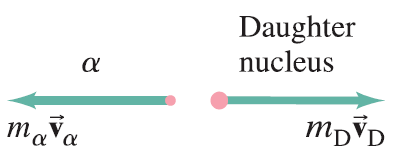 Daughter
α nucleus
m_α v⃗_α m_D v⃗_D